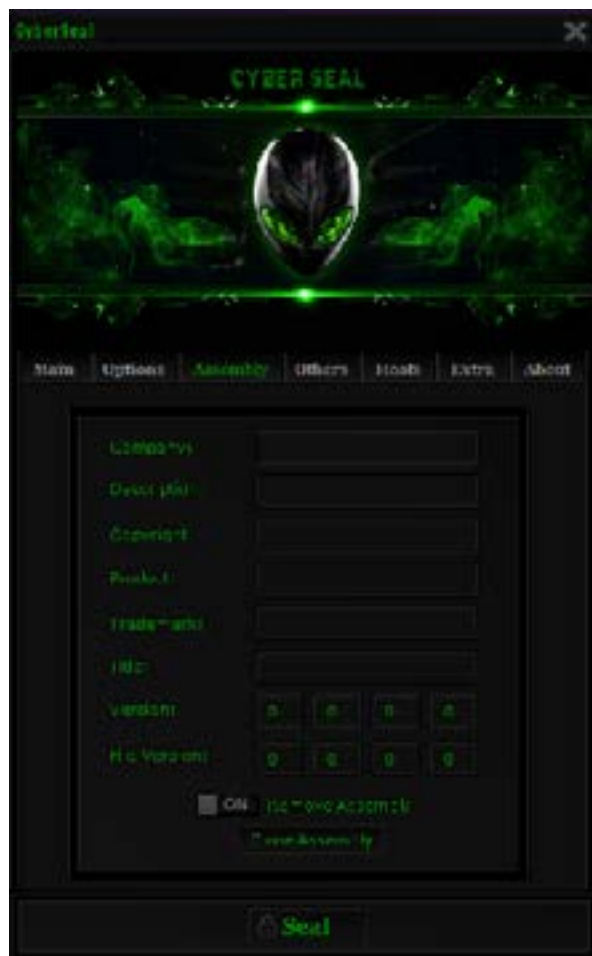 CyberSeal
CYBER SEAL
Main Options Assembly Others Hosts Extra About
Company:
Description
Copyright
Product:
Trademark:
Title:
Version: 0 0 0 0
File Version: 0 0 0 0
ON Remove Assembly
Assembly
Seal